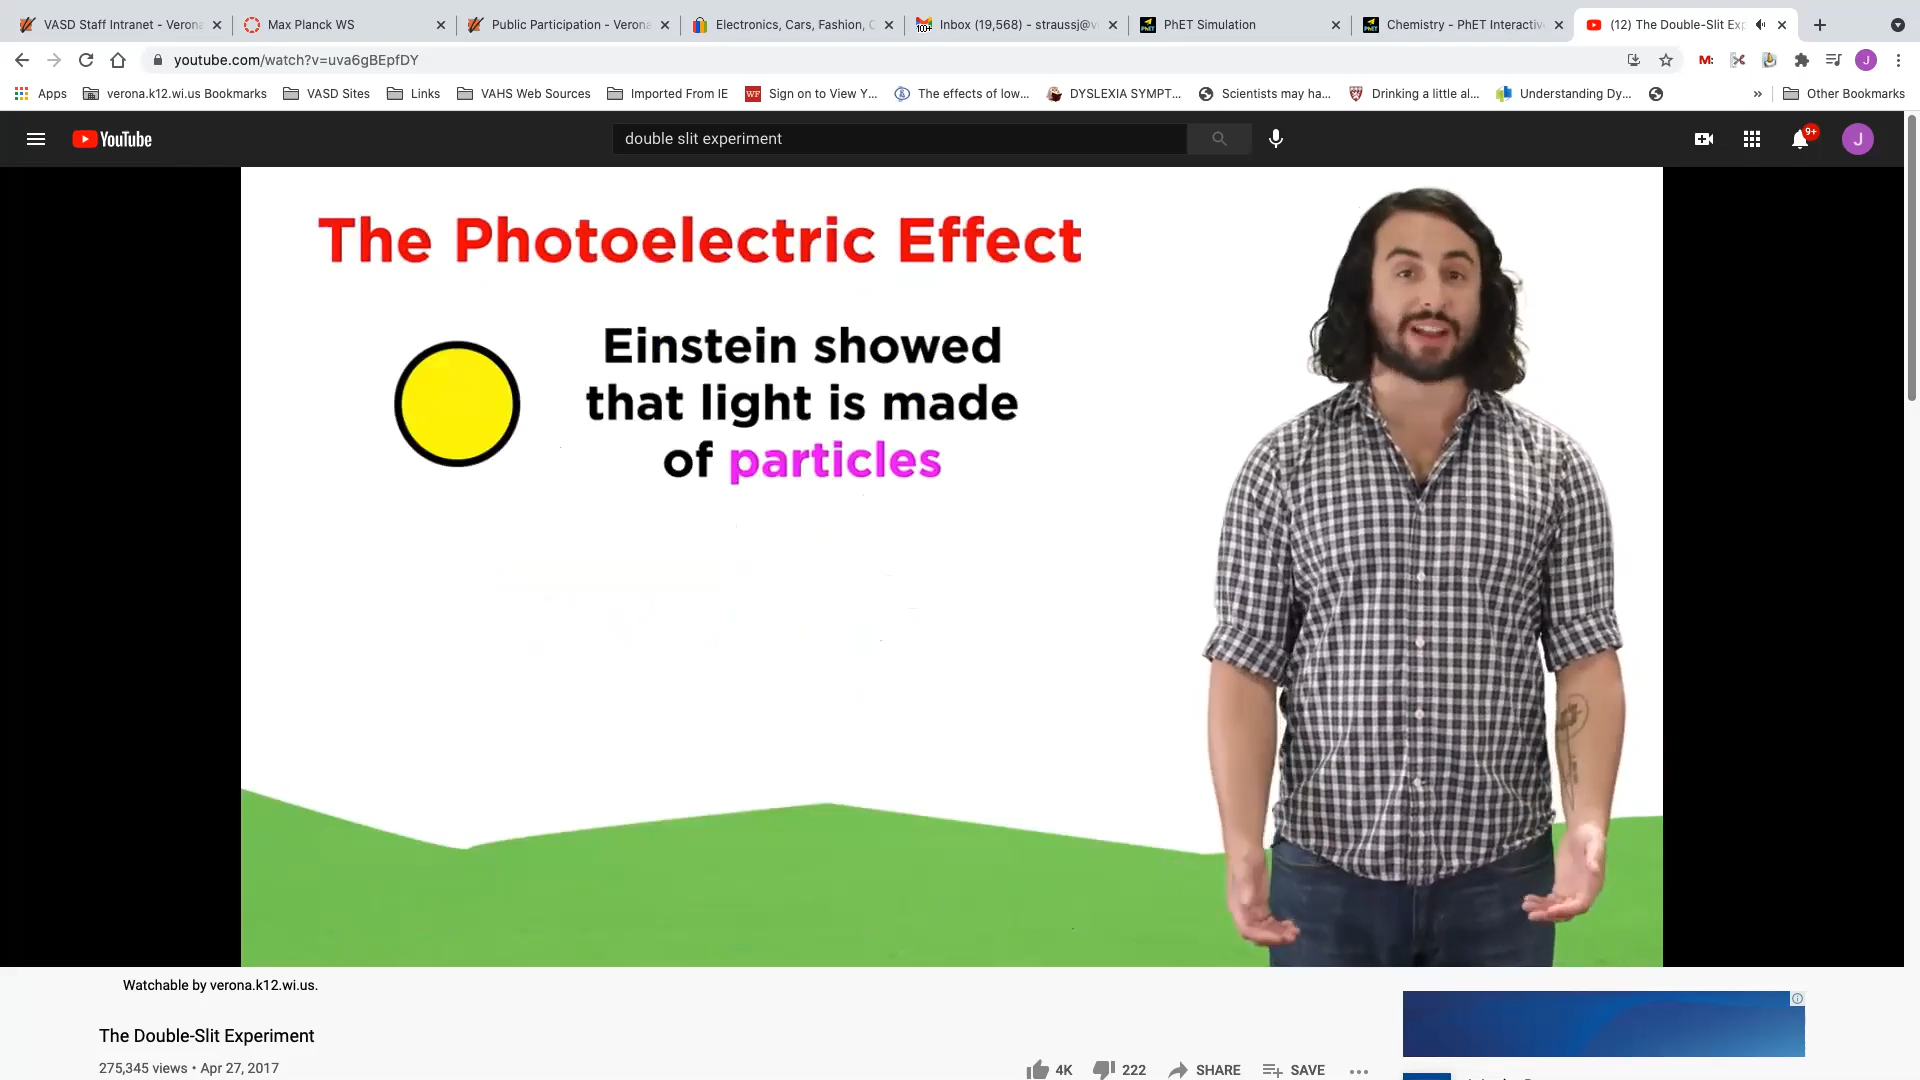 VASD Staff Intranet - Verona
Max Planck WS
Public Participation - Verona
Electronics, Cars, Fashion, C
Inbox (19,568) - straussj@v
PhET Simulation
Chemistry - PhET Interactive
(12) The Double-Slit Exp
youtube.com/watch?v=uva6gBEpfDY
Apps
verona.k12.wi.us Bookmarks
VASD Sites
Links
VAHS Web Sources
Imported From IE
Sign on to View Y...
The effects of low...
DYSLEXIA SYMPT...
Scientists may ha...
Drinking a little al...
Understanding Dy...
»
Other Bookmarks
YouTube
double slit experiment
9+
J
The Photoelectric Effect
Einstein showed
that light is made
of particles
Watchable by verona.k12.wi.us.
The Double-Slit Experiment
275,345 views • Apr 27, 2017
4K
222
SHARE
SAVE